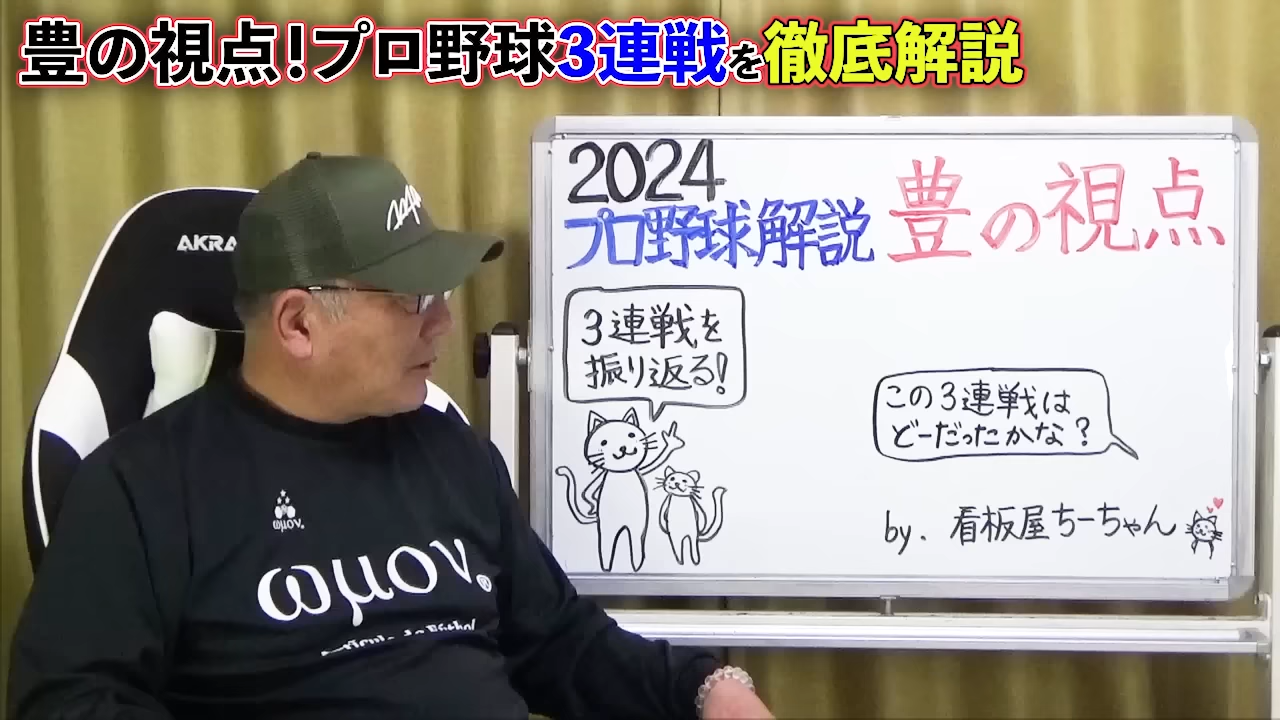 豊の視点!プロ野球3連戦を徹底解説
2024
プロ野球解説 豊の視点
3連戦を
振り返る!
この3連戦は
どーだったかな?
by. 看板屋ちーちゃん
AKRA
ωμον.®
ωμον.